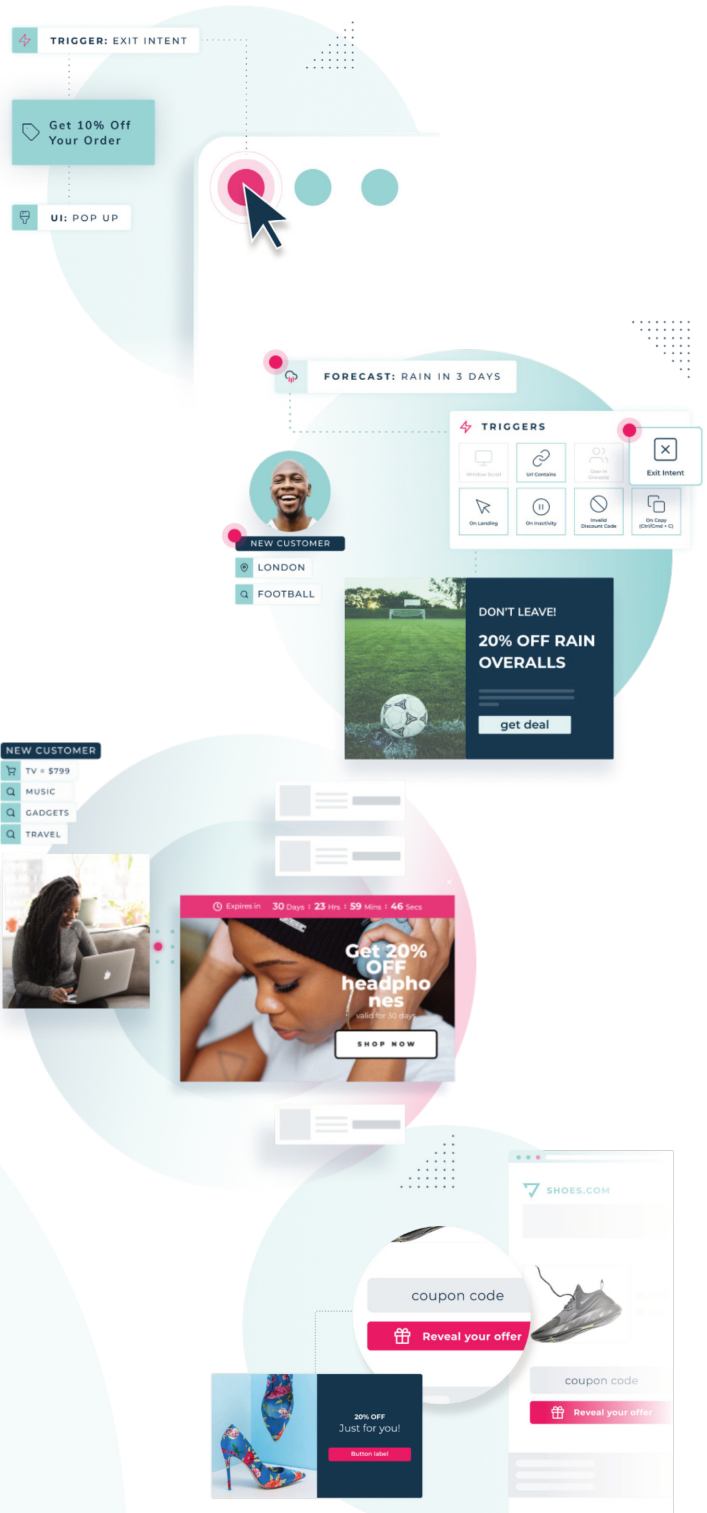 TRIGGER: EXIT INTENT
Get 10% Off
Your Order
UI: POP UP
FORECAST: RAIN IN 3 DAYS
TRIGGERS
Window Scroll
Url Contains
Exit Intent
On Landing
On Inactivity
Invalid
Discount Code
On Copy
(Ctrl/Cmd + C)
NEW CUSTOMER
LONDON
FOOTBALL
DON'T LEAVE!
20% OFF RAIN
OVERALLS
get deal
NEW CUSTOMER
TV = $799
MUSIC
GADGETS
TRAVEL
Expires in 30 Days : 23 Hrs : 59 Mins : 46 Secs
Get 20%
OFF
headpho
nes
valid for 30 days
SHOP NOW
SHOES.COM
coupon code
Reveal your offer
coupon code
Reveal your offer
20% OFF
Just for you!
Button label